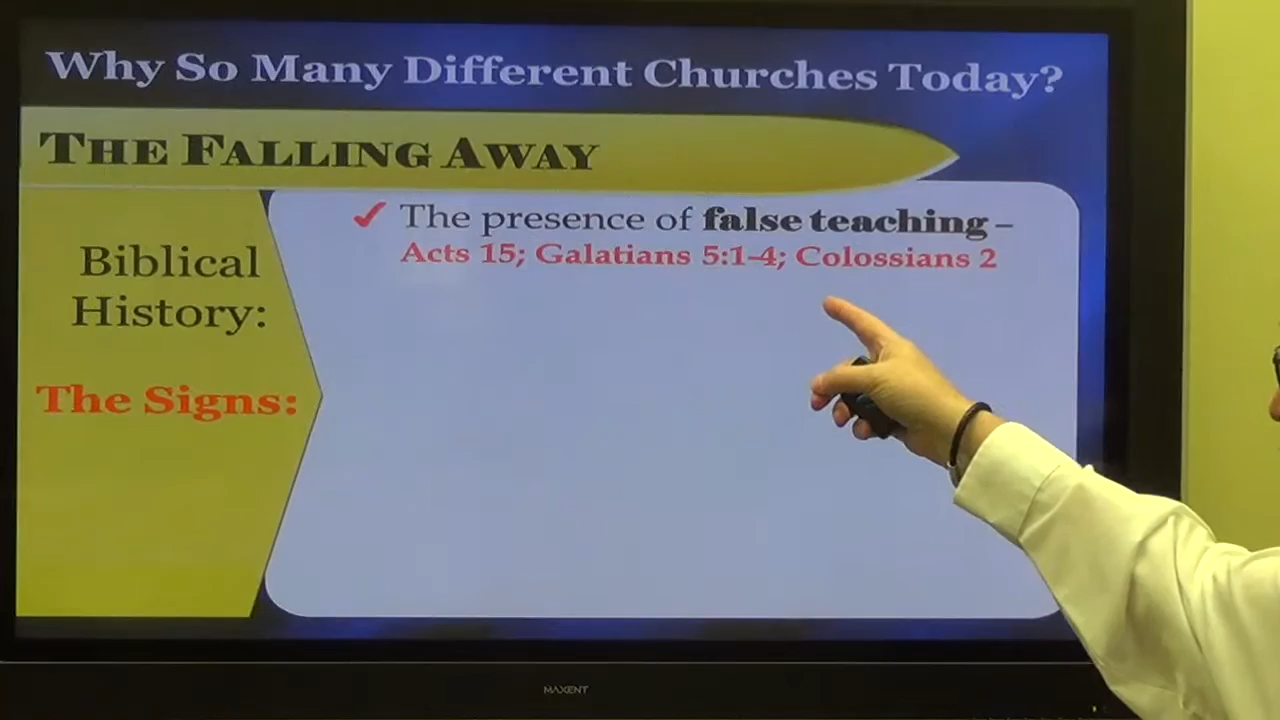 Why So Many Different Churches Today?
THE FALLING AWAY
Biblical
History:
The Signs:
✓ The presence of false teaching –
Acts 15; Galatians 5:1-4; Colossians 2
MAXENT